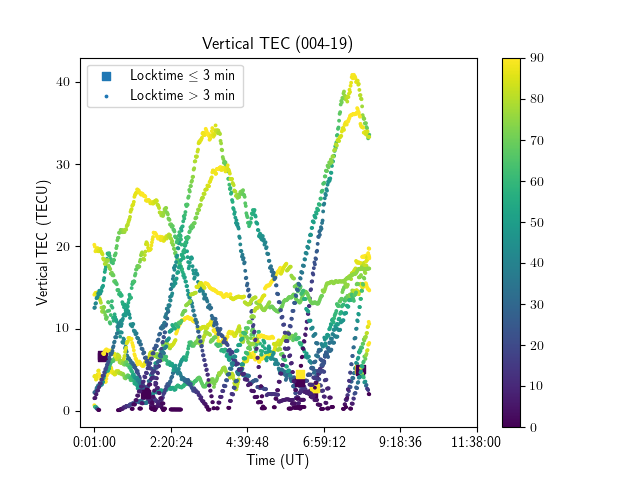 Vertical TEC (004-19)
Locktime ≤ 3 min
Locktime > 3 min
Vertical TEC (TECU)
40
30
20
10
0
0:01:00 2:20:24 4:39:48 6:59:12 9:18:36 11:38:00
Time (UT)
90
80
70
60
50
40
30
20
10
0